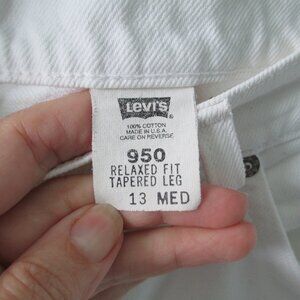 LEVI'S
®
100% COTTON
MADE IN U.S.A.
CARE ON REVERSE
950
RELAXED FIT
TAPERED LEG
13 MED